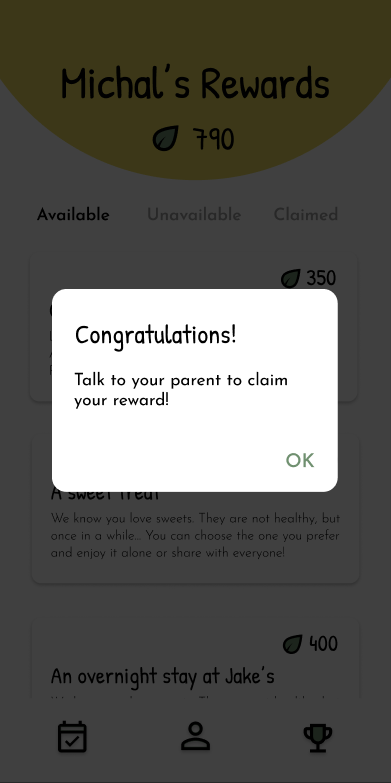 Michal's Rewards
790
Available Unavailable Claimed
350
Congratulations!
Talk to your parent to claim
your reward!
OK
A sweet treat
We know you love sweets. They are not healthy, but
once in a while... You can choose the one you prefer
and enjoy it alone or share with everyone!
400
An overnight stay at Jake's